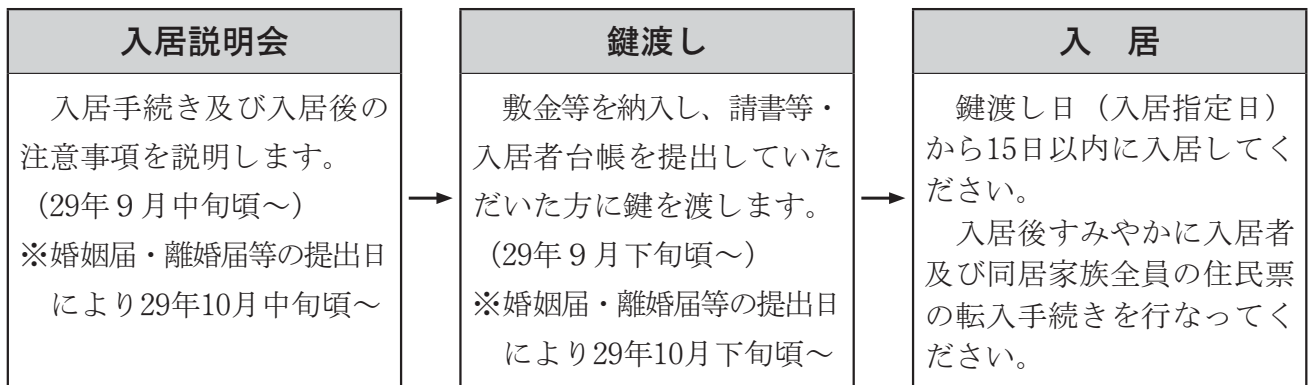 入居説明会
入居手続き及び入居後の
注意事項を説明します。
(29年9月中旬頃～)
※婚姻届・離婚届等の提出日
により29年10月中旬頃～
→
鍵渡し
敷金等を納入し、請書等・
入居者台帳を提出していた
だいた方に鍵を渡します。
(29年9月下旬頃～)
※婚姻届・離婚届等の提出日
により29年10月下旬頃～
→
入 居
鍵渡し日（入居指定日）
から15日以内に入居してく
ださい。
入居後すみやかに入居者
及び同居家族全員の住民票
の転入手続きを行なってく
ださい。